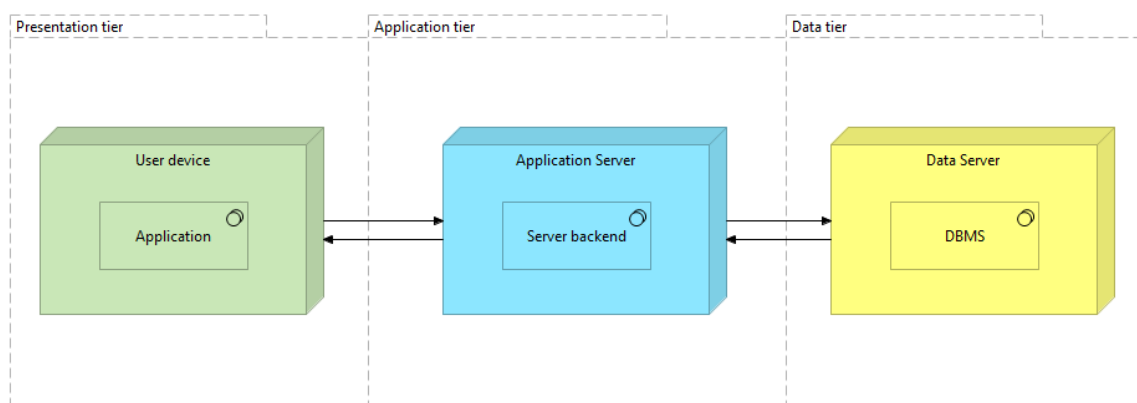 Presentation tier
Application tier
Data tier
User device
Application Server
Data Server
Application
Server backend
DBMS